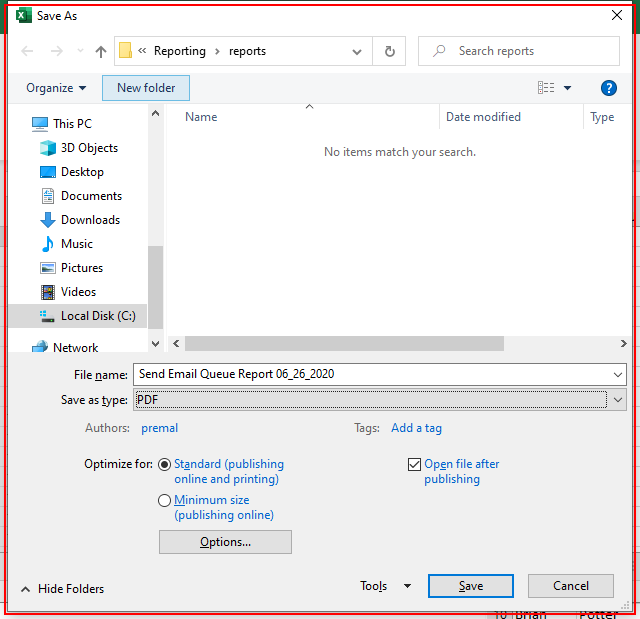 Save As
« Reporting › reports
Search reports
Organize
New folder
?
Name
Date modified
Type
This PC
3D Objects
Desktop
Documents
Downloads
Music
Pictures
Videos
Local Disk (C:)
Network
No items match your search.
File name: Send Email Queue Report 06_26_2020
Save as type: PDF
Authors: premal
Tags: Add a tag
Optimize for:
Standard (publishing
online and printing)
Minimum size
(publishing online)
Open file after
publishing
Options...
Hide Folders
Tools
Save
Cancel
10 Brian Potter